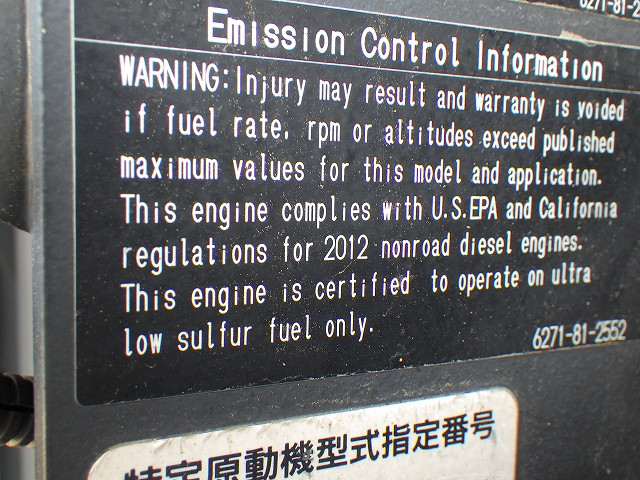 6271-81-2
Emission Control Information
WARNING:Injury may result and warranty is voided
if fuel rate, rpm or altitudes exceed published
maximum values for this model and application.
This engine complies with U.S.EPA and California
regulations for 2012 nonroad diesel engines.
This engine is certified to operate on ultra
low sulfur fuel only.
6271-81-2552
特定原動機型式指定番号